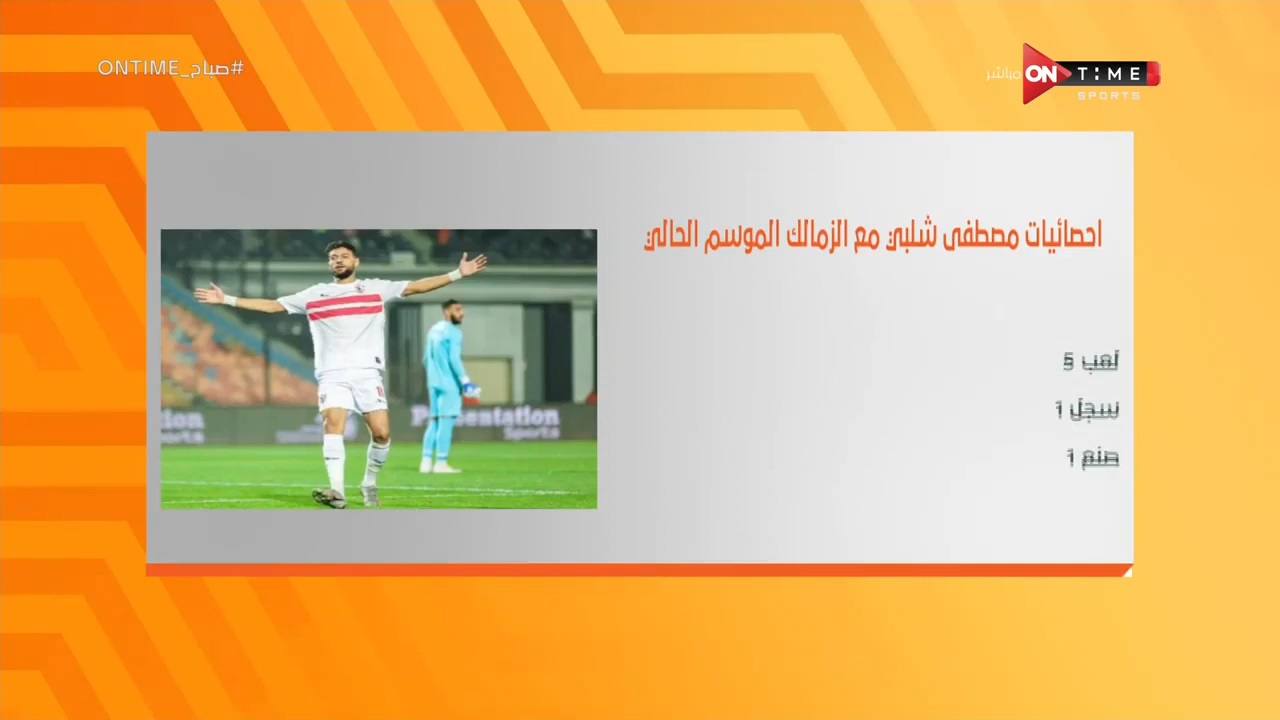 #صباح_ONTIME
مباشر ON TIME
SPORTS
احصائيات مصطفى شلبي مع الزمالك الموسم الحالي
لعب 5
سجل 1
صنع 1
Presentation
Sports